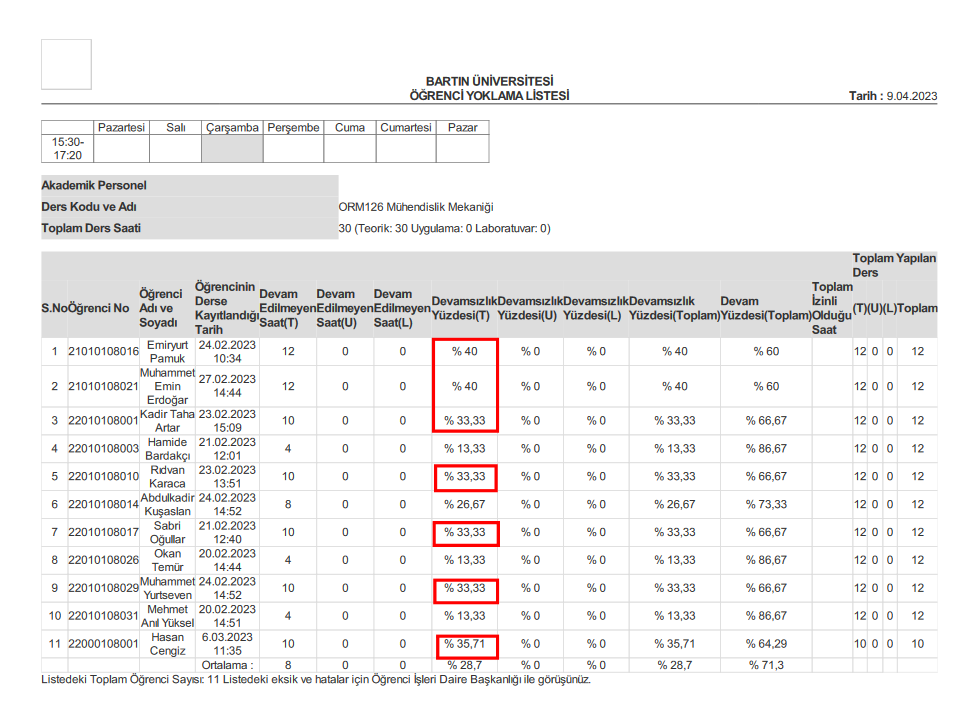 BARTIN ÜNİVERSİTESİ
ÖĞRENCİ YOKLAMA LİSTESİ
Tarih : 9.04.2023
Pazartesi Salı Çarşamba Perşembe Cuma Cumartesi Pazar
15:30-
17:20
Akademik Personel
Ders Kodu ve Adı ORM126 Mühendislik Mekaniği
Toplam Ders Saati 30 (Teorik: 30 Uygulama: 0 Laboratuvar: 0)
S.No Öğrenci No Öğrenci Adı ve Soyadı Öğrencinin Derse Kayıtlandığı Tarih Devam Edilmeyen Saat(T) Devam Edilmeyen Saat(U) Devam Edilmeyen Saat(L) Devamsızlık Yüzdesi(T) Devamsızlık Yüzdesi(U) Devamsızlık Yüzdesi(L) Devamsızlık Yüzdesi(Toplam) Devam Yüzdesi(Toplam) Toplam İzinli Olduğu Saat Toplam Yapılan Ders (T) (U) (L) Toplam
1 21010108016 Emiryurt Pamuk 24.02.2023 10:34 12 0 0 % 40 % 0 % 0 % 40 % 60 12 0 0 12
2 21010108021 Muhammet Emin Erdoğar 27.02.2023 14:44 12 0 0 % 40 % 0 % 0 % 40 % 60 12 0 0 12
3 22010108001 Kadir Taha Artar 23.02.2023 15:09 10 0 0 % 33,33 % 0 % 0 % 33,33 % 66,67 12 0 0 12
4 22010108003 Hamide Bardakçı 21.02.2023 12:01 4 0 0 % 13,33 % 0 % 0 % 13,33 % 86,67 12 0 0 12
5 22010108010 Rıdvan Karaca 23.02.2023 13:51 10 0 0 % 33,33 % 0 % 0 % 33,33 % 66,67 12 0 0 12
6 22010108014 Abdulkadir Kuşaslan 24.02.2023 14:52 8 0 0 % 26,67 % 0 % 0 % 26,67 % 73,33 12 0 0 12
7 22010108017 Sabri Oğullar 21.02.2023 12:40 10 0 0 % 33,33 % 0 % 0 % 33,33 % 66,67 12 0 0 12
8 22010108026 Okan Temür 20.02.2023 14:44 4 0 0 % 13,33 % 0 % 0 % 13,33 % 86,67 12 0 0 12
9 22010108029 Muhammet Yurtseven 24.02.2023 14:52 10 0 0 % 33,33 % 0 % 0 % 33,33 % 66,67 12 0 0 12
10 22010108031 Mehmet Anıl Yüksel 20.02.2023 14:51 4 0 0 % 13,33 % 0 % 0 % 13,33 % 86,67 12 0 0 12
11 22000108001 Hasan Cengiz 6.03.2023 11:35 10 0 0 % 35,71 % 0 % 0 % 35,71 % 64,29 10 0 0 10
Ortalama : 8 0 0 % 28,7 % 0 % 0 % 28,7 % 71,3
Listedeki Toplam Öğrenci Sayısı: 11 Listedeki eksik ve hatalar için Öğrenci İşleri Daire Başkanlığı ile görüşünüz.